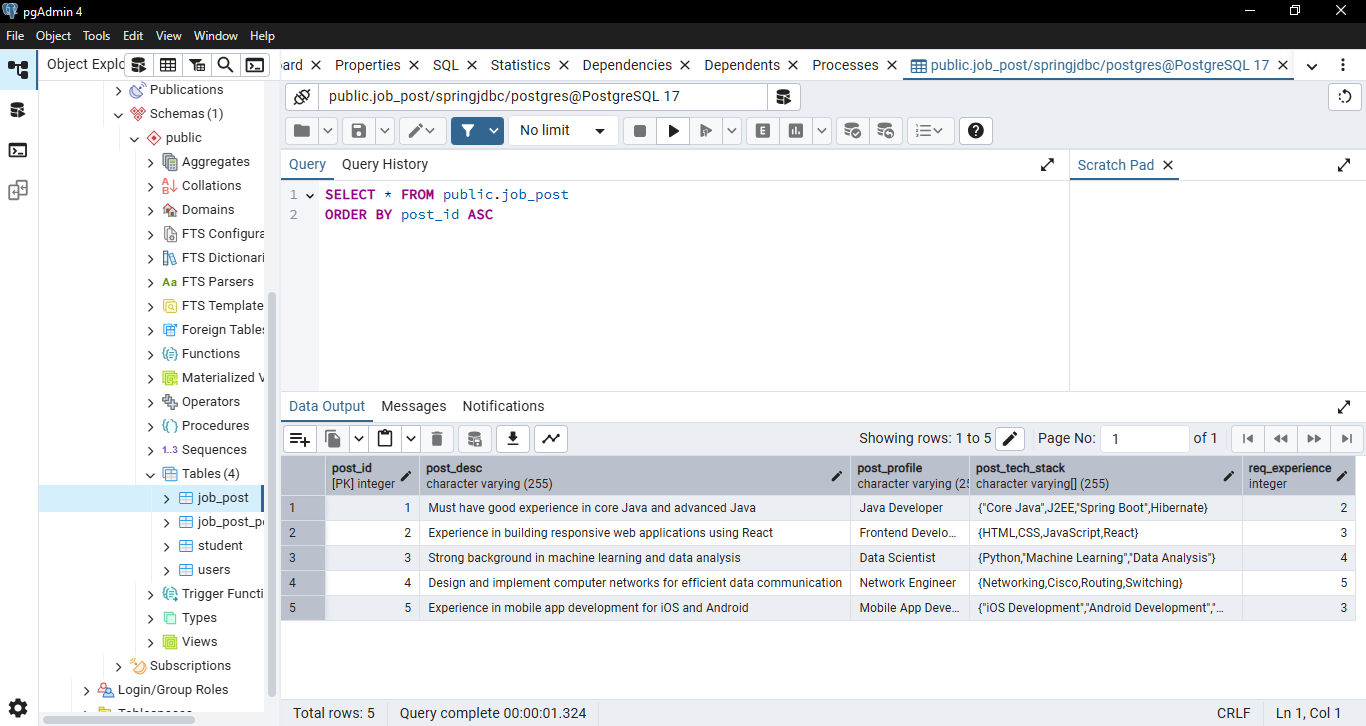 pgAdmin 4
File Object Tools Edit View Window Help
Object Explo
ard Properties SQL Statistics Dependencies Dependents Processes public.job_post/springjdbc/postgres@PostgreSQL 17
Publications
Schemas (1)
public
Aggregates
Collations
Domains
FTS Configura
FTS Dictionari
Aa FTS Parsers
FTS Template
Foreign Tables
Functions
Materialized V
Operators
Procedures
1..3 Sequences
Tables (4)
job_post
job_post_p
student
users
Trigger Functi
Types
Views
Subscriptions
Login/Group Roles
public.job_post/springjdbc/postgres@PostgreSQL 17
No limit
E
Query Query History
Scratch Pad
1 SELECT * FROM public.job_post
2 ORDER BY post_id ASC
Data Output Messages Notifications
Showing rows: 1 to 5 Page No: 1 of 1
post_id post_desc post_profile post_tech_stack req_experience
[PK] integer character varying (255) character varying (25 character varying[] (255) integer
1 1 Must have good experience in core Java and advanced Java Java Developer {"Core Java",J2EE,"Spring Boot",Hibernate} 2
2 2 Experience in building responsive web applications using React Frontend Develo... {HTML,CSS,JavaScript,React} 3
3 3 Strong background in machine learning and data analysis Data Scientist {Python,"Machine Learning","Data Analysis"} 4
4 4 Design and implement computer networks for efficient data communication Network Engineer {Networking,Cisco,Routing,Switching} 5
5 5 Experience in mobile app development for iOS and Android Mobile App Deve... {"iOS Development","Android Development","... 3
Total rows: 5 Query complete 00:00:01.324 CRLF Ln 1, Col 1